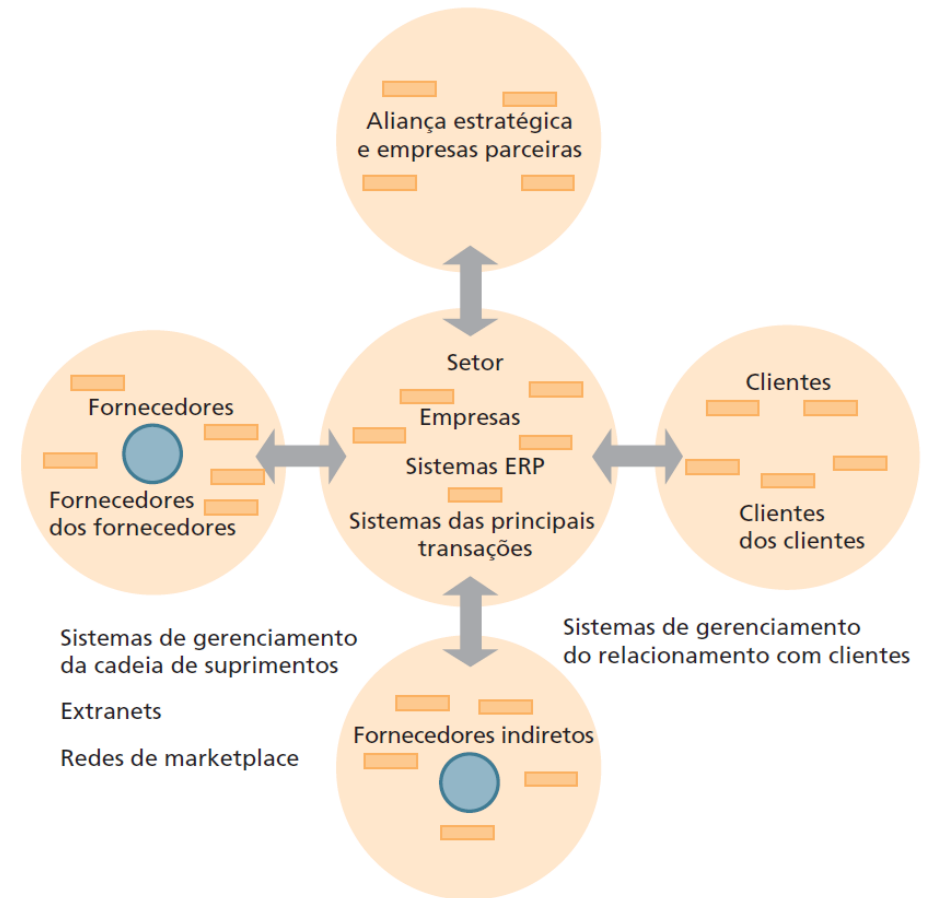 Aliança estratégica
e empresas parceiras
Setor
Empresas
Sistemas ERP
Sistemas das principais
transações
Fornecedores
Fornecedores
dos fornecedores
Clientes
Clientes
dos clientes
Sistemas de gerenciamento
da cadeia de suprimentos
Extranets
Redes de marketplace
Sistemas de gerenciamento
do relacionamento com clientes
Fornecedores indiretos